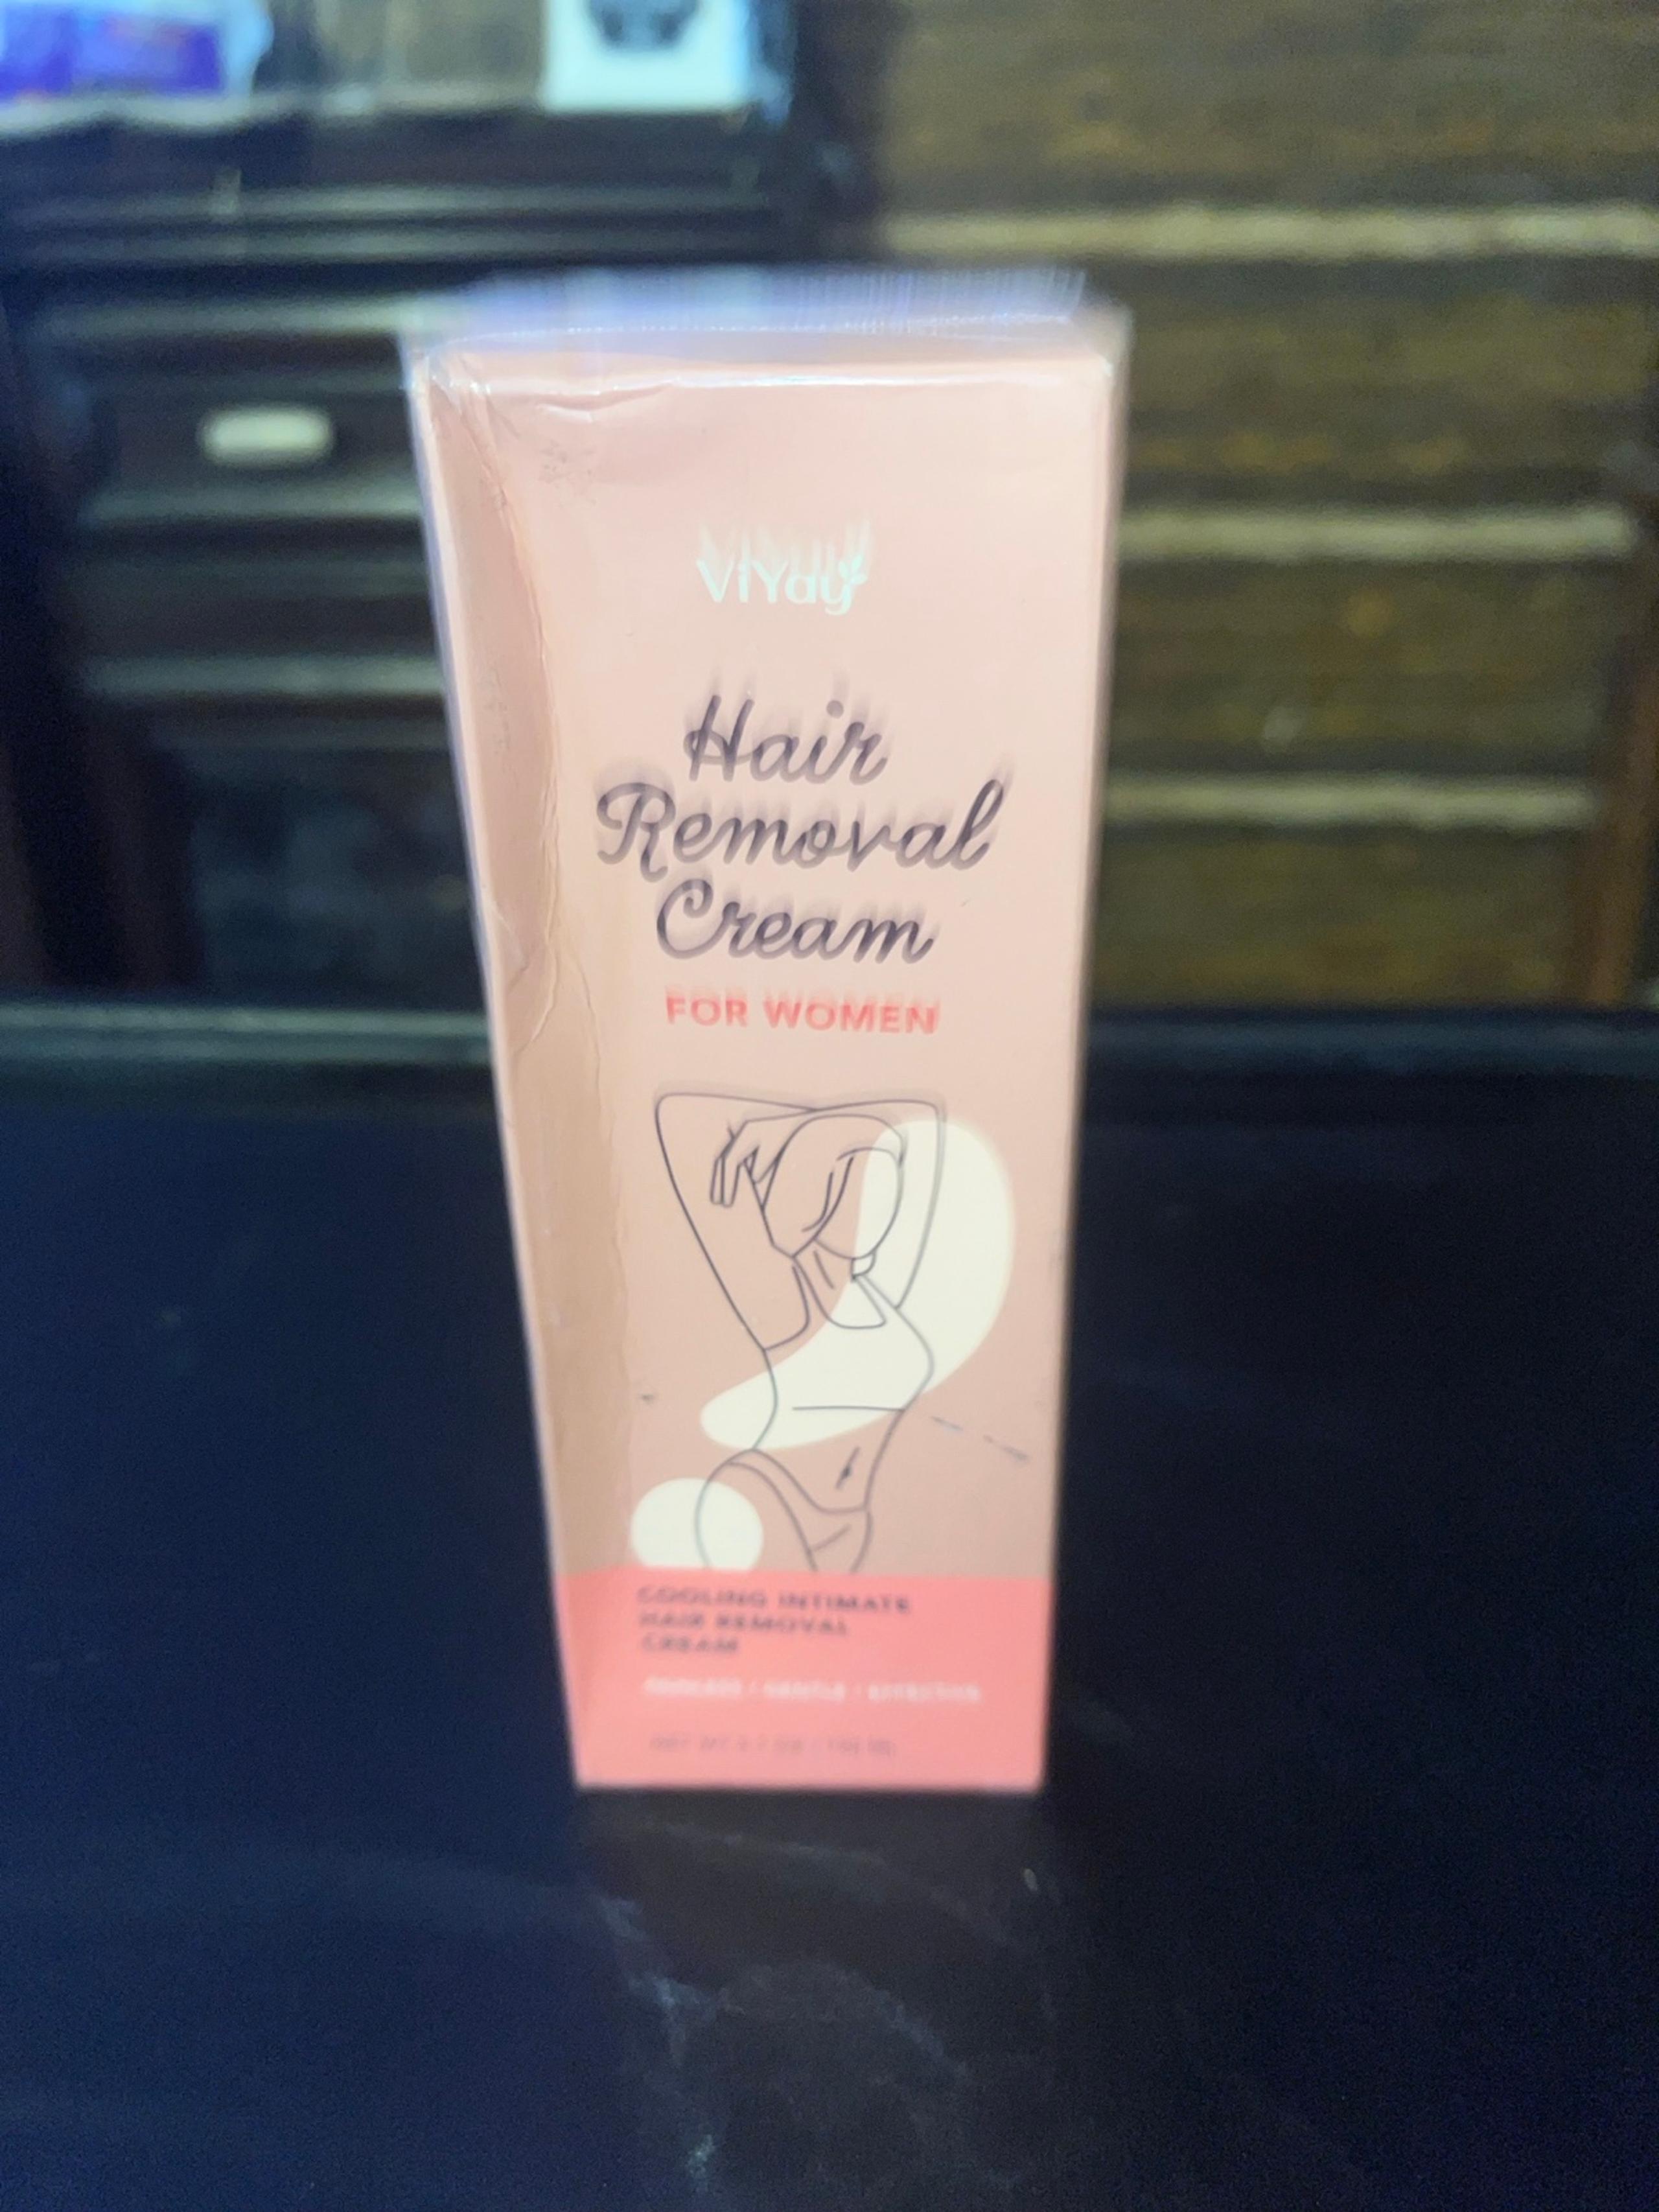 ViYay
Hair
Removal
Cream
FOR WOMEN
COOLING INTIMATE
HAIR REMOVAL
CREAM